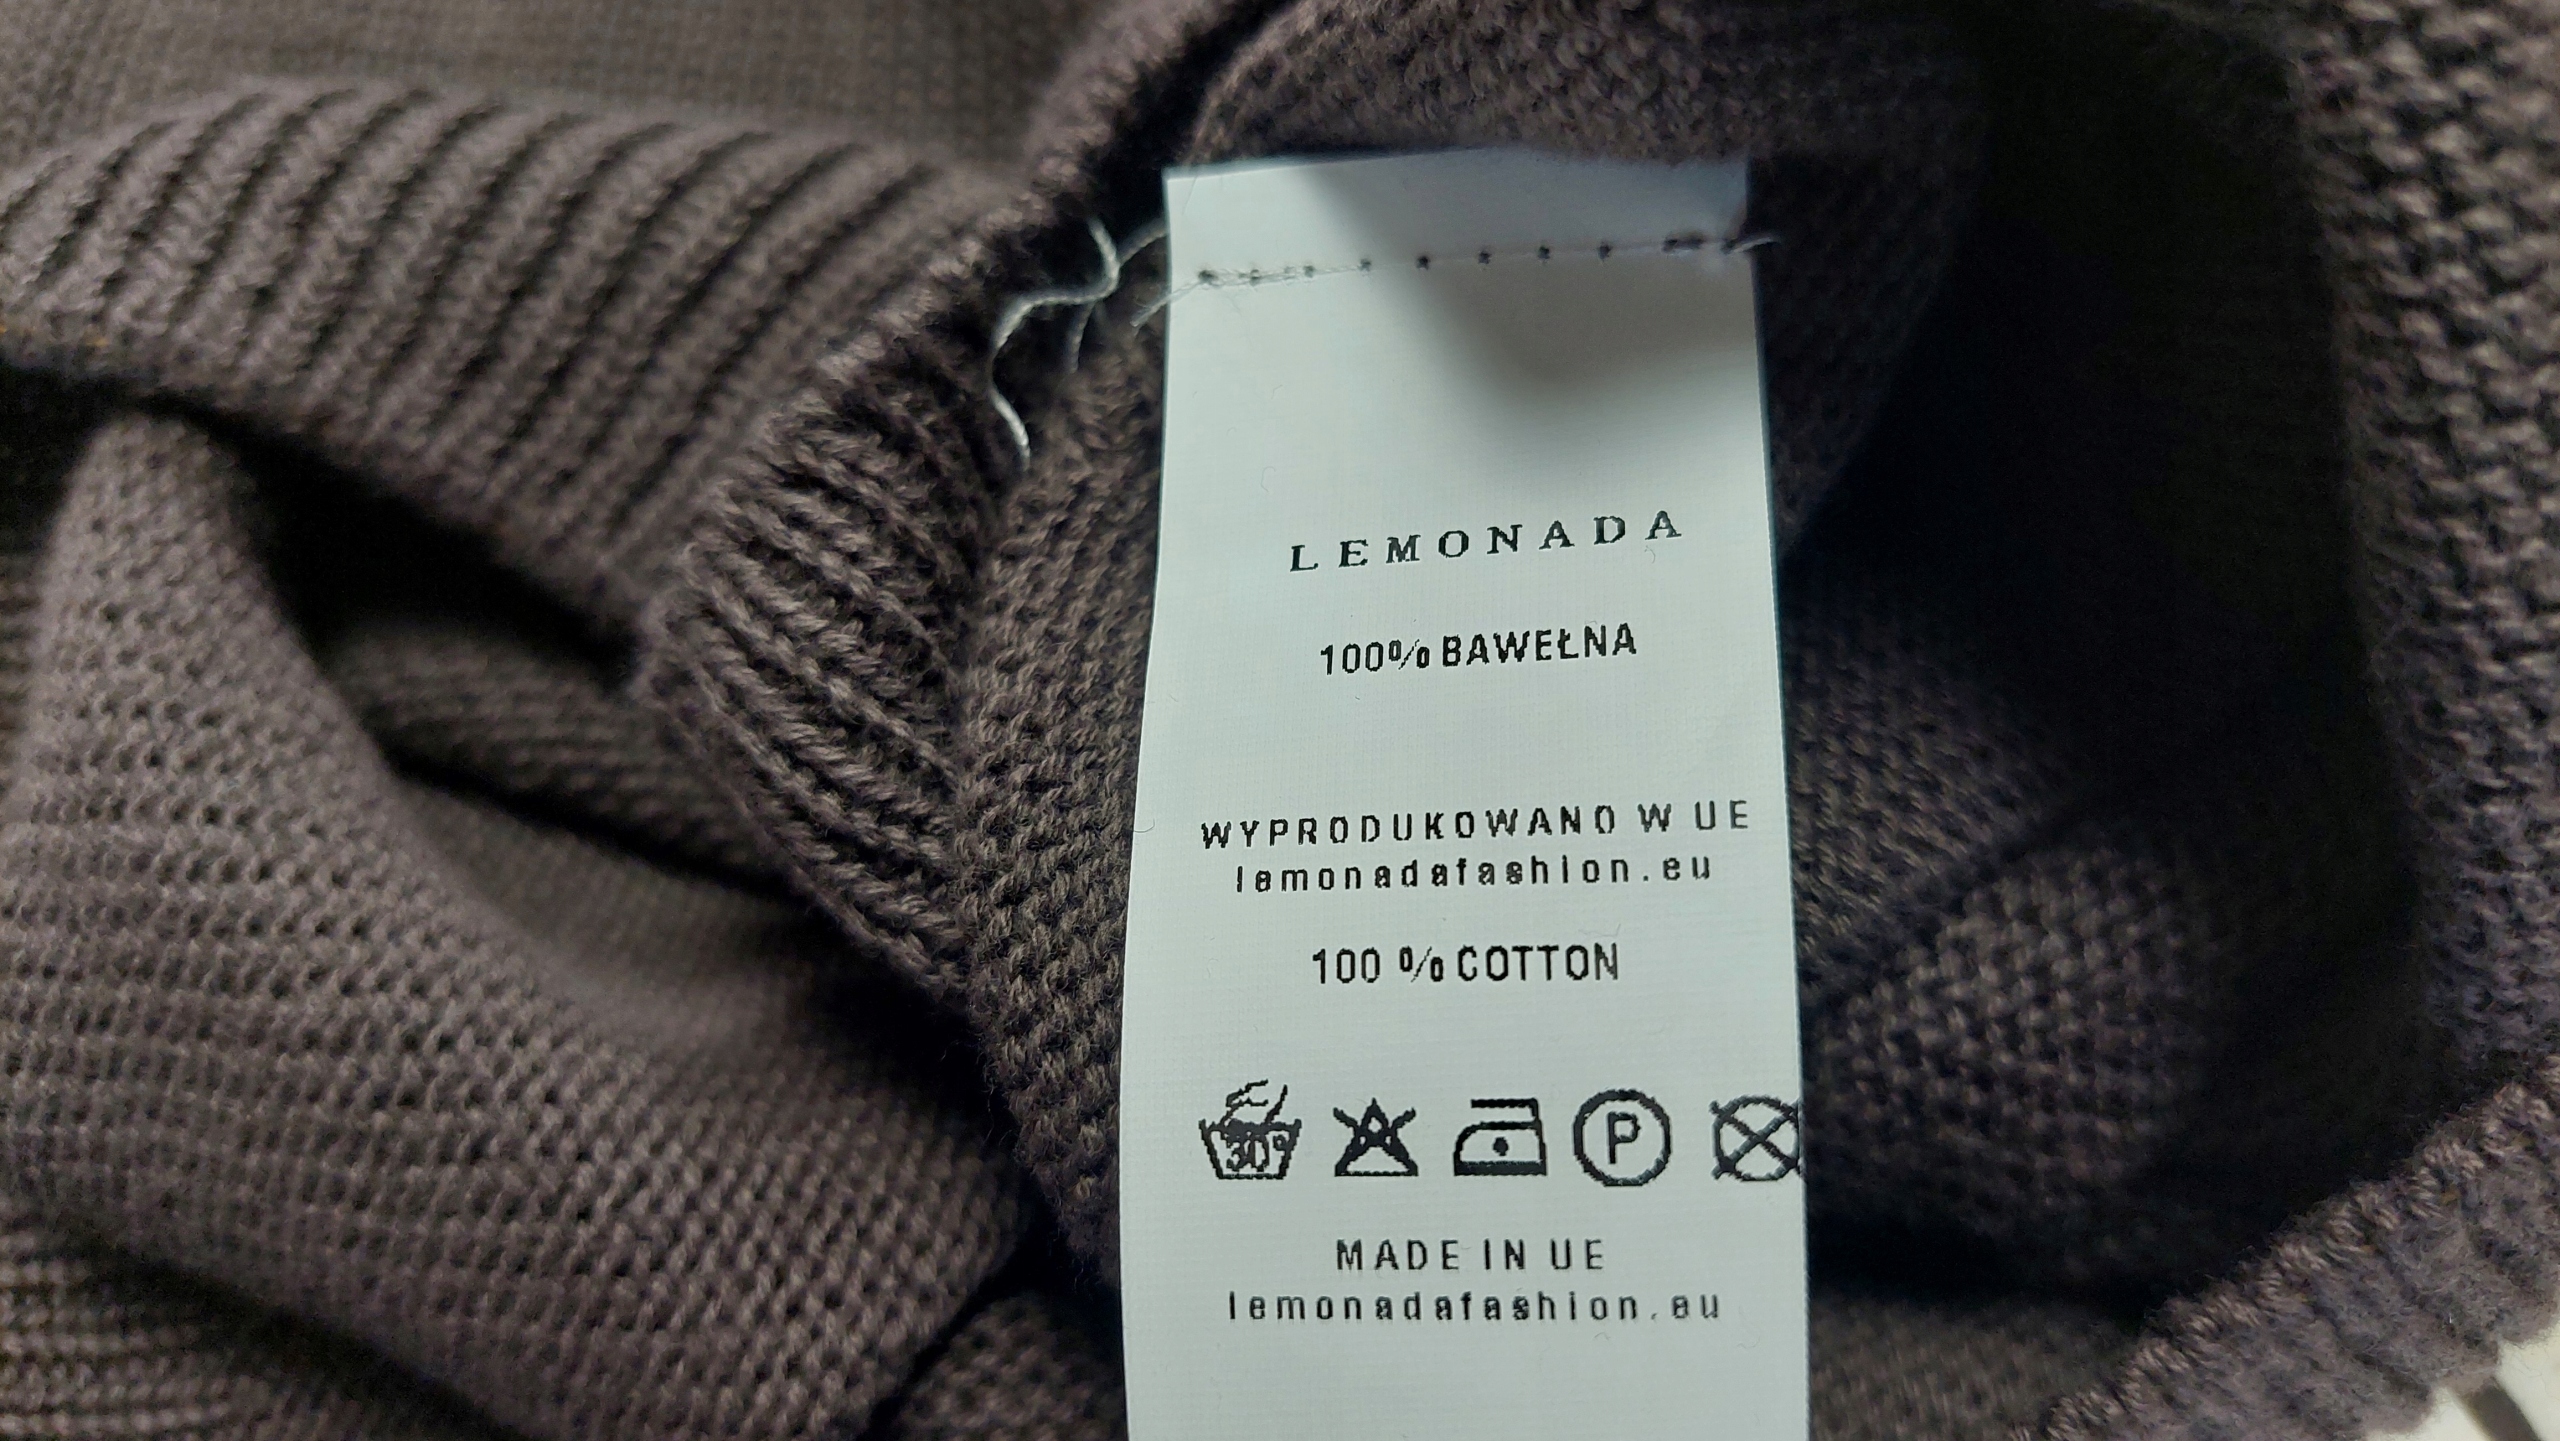 LEMONADA
100% BAWEŁNA
WYPRODUKOWANO W UE
lemonadafashion.eu
100 % COTTON
30° P
MADE IN UE
lemonadafashion.eu